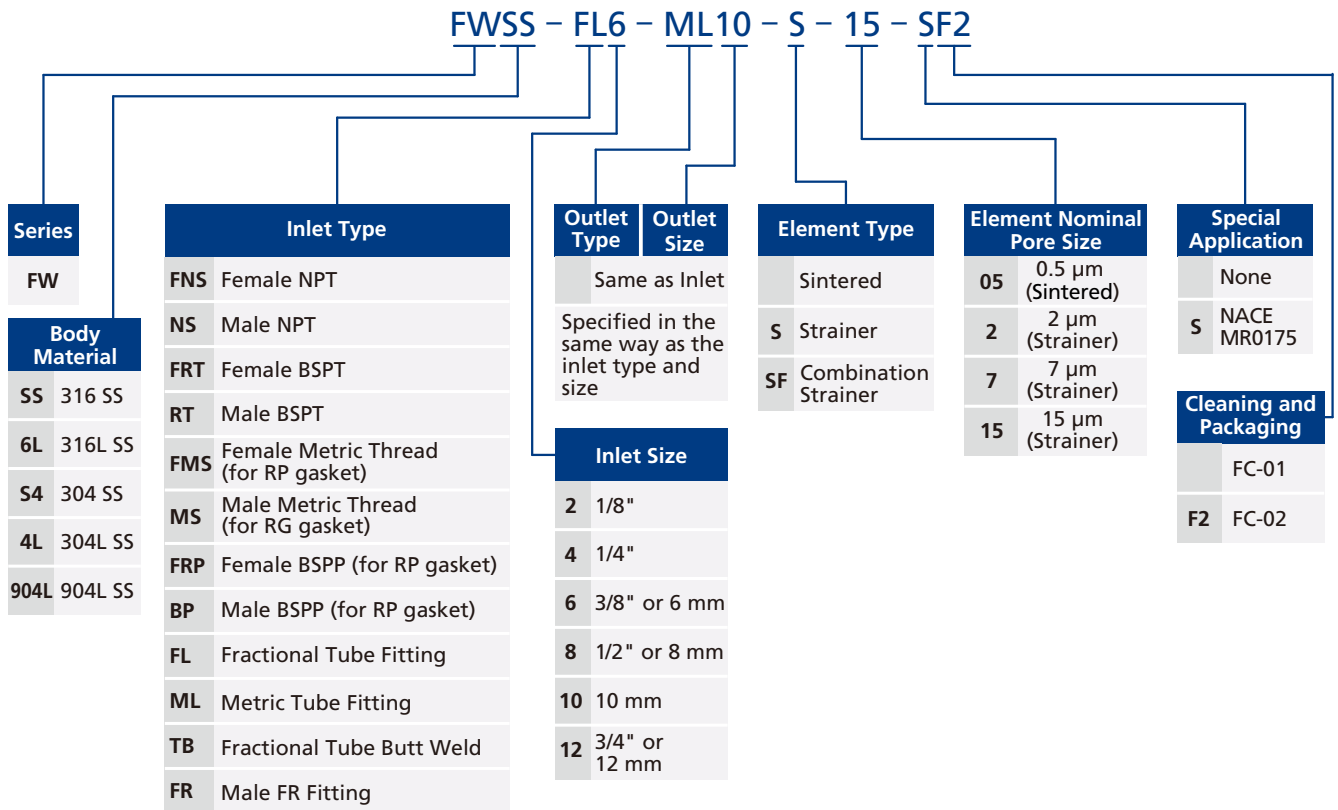 FWSS – FL6 – ML10 – S – 15 – SF2
Series
FW
Body
Material
SS 316 SS
6L 316L SS
S4 304 SS
4L 304L SS
904L 904L SS
Inlet Type
FNS Female NPT
NS Male NPT
FRT Female BSPT
RT Male BSPT
FMS Female Metric Thread
(for RP gasket)
MS Male Metric Thread
(for RG gasket)
FRP Female BSPP (for RP gasket)
BP Male BSPP (for RP gasket)
FL Fractional Tube Fitting
ML Metric Tube Fitting
TB Fractional Tube Butt Weld
FR Male FR Fitting
Outlet
Type
Outlet
Size
Same as Inlet
Specified in the
same way as the
inlet type and
size
Inlet Size
2 1/8"
4 1/4"
6 3/8" or 6 mm
8 1/2" or 8 mm
10 10 mm
12 3/4" or
12 mm
Element Type
Sintered
S Strainer
SF Combination
Strainer
Element Nominal
Pore Size
05 0.5 μm
(Sintered)
2 2 μm
(Strainer)
7 7 μm
(Strainer)
15 15 μm
(Strainer)
Special
Application
None
S NACE
MR0175
Cleaning and
Packaging
FC-01
F2 FC-02